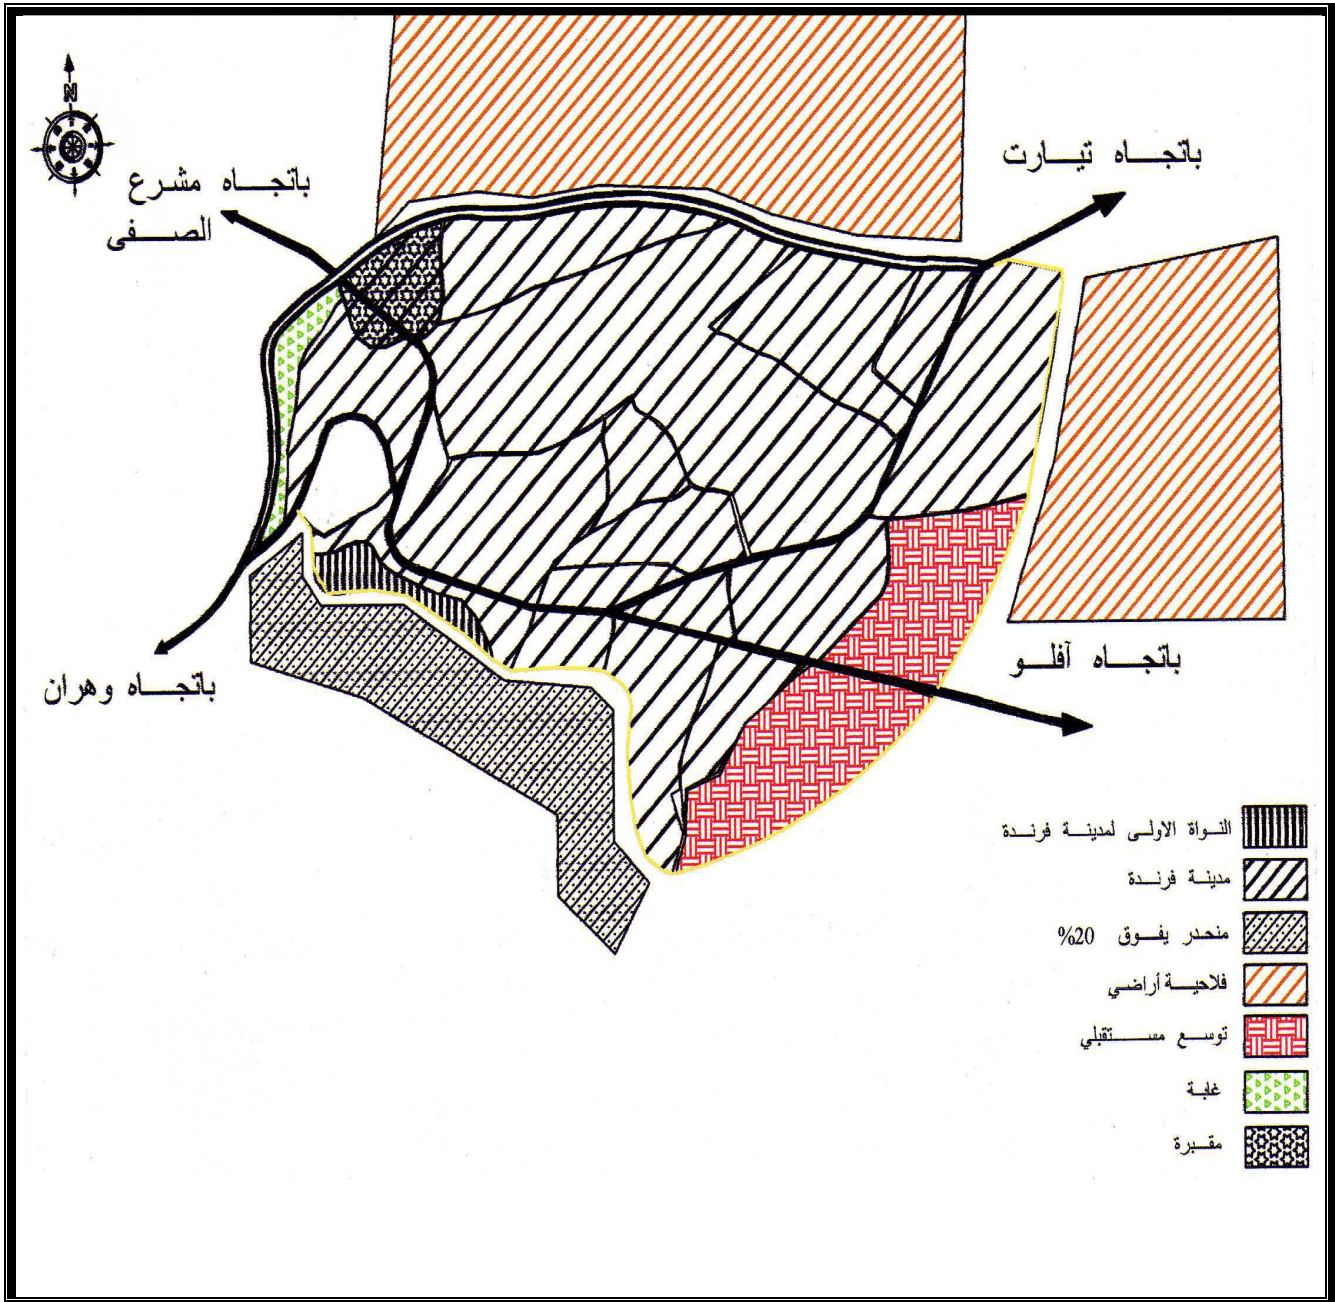 N
باتجاه تيارت
باتجاه مشرع
الصفى
باتجاه آفلو
باتجاه وهران
النواة الاولى لمدينة فرندة
مدينة فرندة
منحدر يفوق 20%
فلاحية أراضي
توسع مستقبلي
غابة
مقبرة